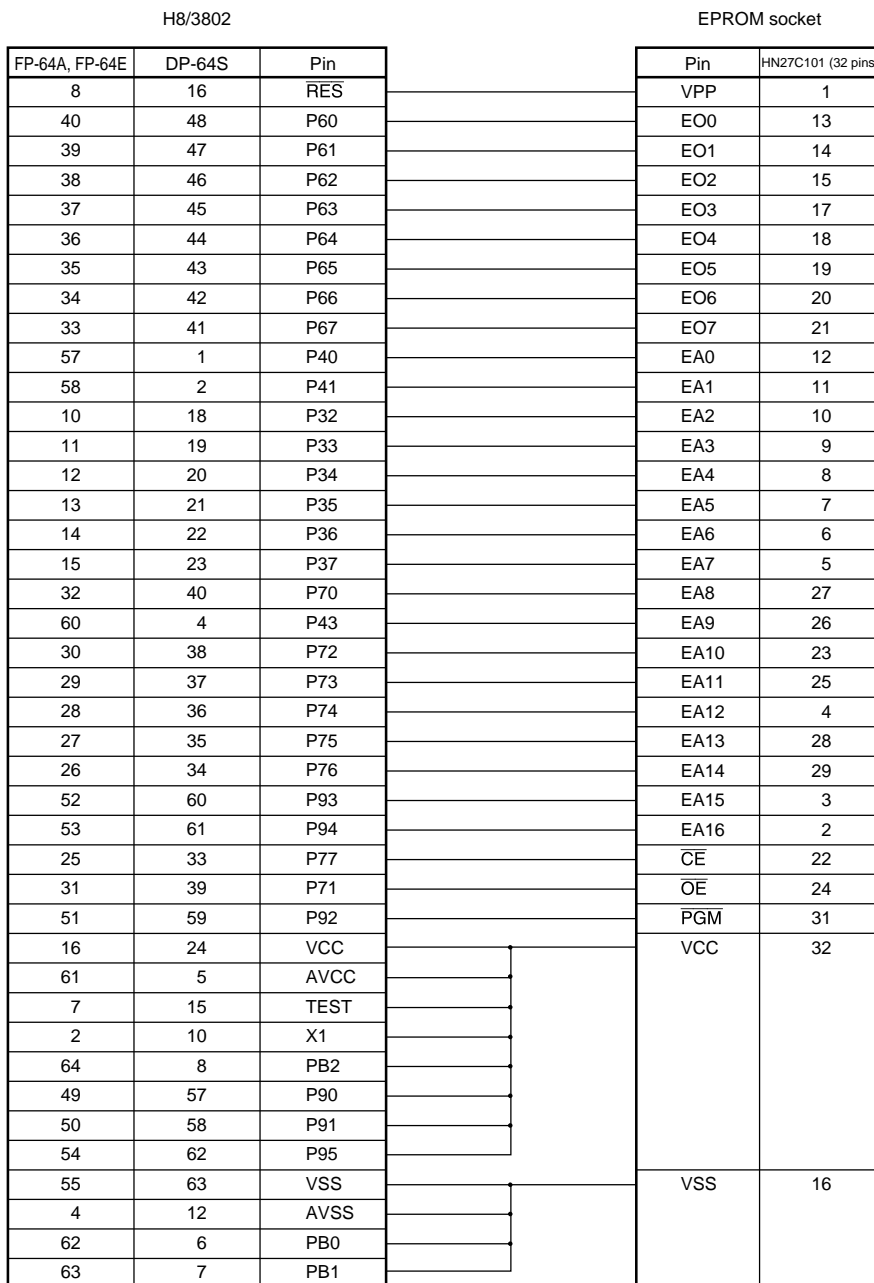 H8/3802 EPROM socket
FP-64A, FP-64E DP-64S Pin Pin HN27C101 (32 pins
8 16 R̅E̅S̅ VPP 1
40 48 P60 EO0 13
39 47 P61 EO1 14
38 46 P62 EO2 15
37 45 P63 EO3 17
36 44 P64 EO4 18
35 43 P65 EO5 19
34 42 P66 EO6 20
33 41 P67 EO7 21
57 1 P40 EA0 12
58 2 P41 EA1 11
10 18 P32 EA2 10
11 19 P33 EA3 9
12 20 P34 EA4 8
13 21 P35 EA5 7
14 22 P36 EA6 6
15 23 P37 EA7 5
32 40 P70 EA8 27
60 4 P43 EA9 26
30 38 P72 EA10 23
29 37 P73 EA11 25
28 36 P74 EA12 4
27 35 P75 EA13 28
26 34 P76 EA14 29
52 60 P93 EA15 3
53 61 P94 EA16 2
25 33 P77 C̅E̅ 22
31 39 P71 O̅E̅ 24
51 59 P92 P̅G̅M̅ 31
16 24 VCC VCC 32
61 5 AVCC
7 15 TEST
2 10 X1
64 8 PB2
49 57 P90
50 58 P91
54 62 P95
55 63 VSS VSS 16
4 12 AVSS
62 6 PB0
63 7 PB1